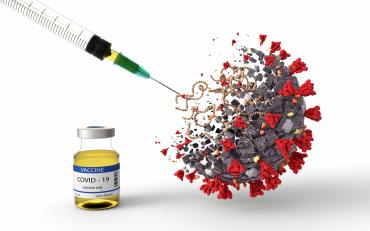 VACCINE
COVID - 19
Injection only